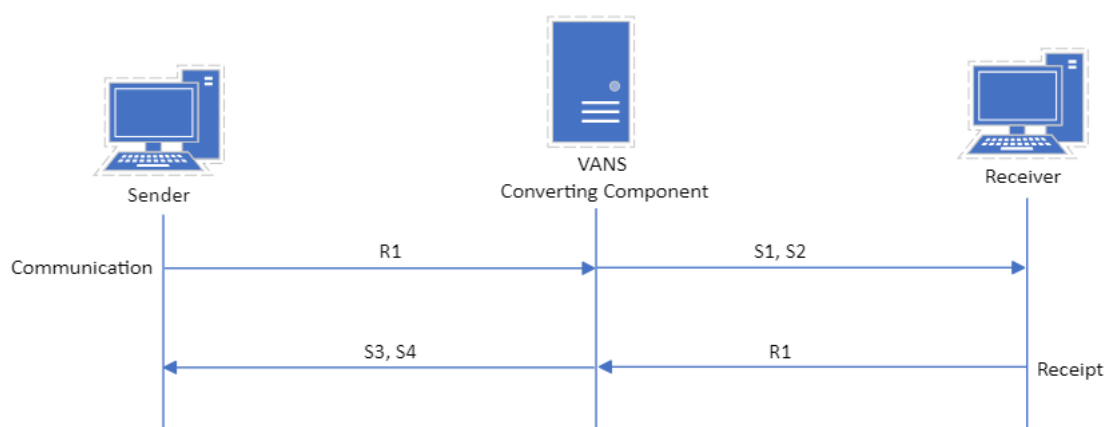 VANS
Converting Component
Sender
Receiver
Communication
R1
S1, S2
S3, S4
R1
Receipt